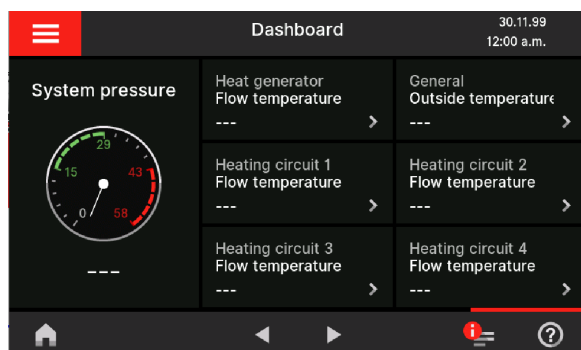 Dashboard
30.11.99
12:00 a.m.
System pressure
29
15
43
0
58
---
Heat generator
Flow temperature
---
General
Outside temperature
---
Heating circuit 1
Flow temperature
---
Heating circuit 2
Flow temperature
---
Heating circuit 3
Flow temperature
---
Heating circuit 4
Flow temperature
---
i
?